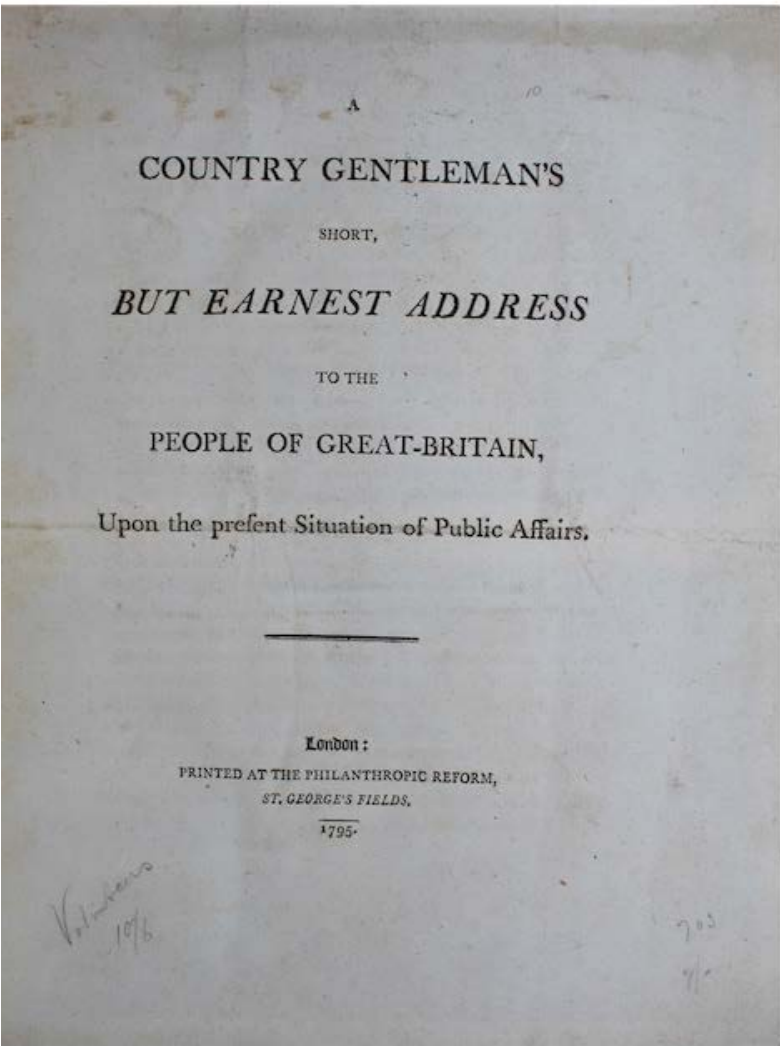 A
COUNTRY GENTLEMAN'S
SHORT,
BUT EARNEST ADDRESS
TO THE
PEOPLE OF GREAT-BRITAIN,
Upon the preſent Situation of Public Affairs.
London:
PRINTED AT THE PHILANTHROPIC REFORM,
ST. GEORGE'S FIELDS.
1795.
Volunteers
10/6